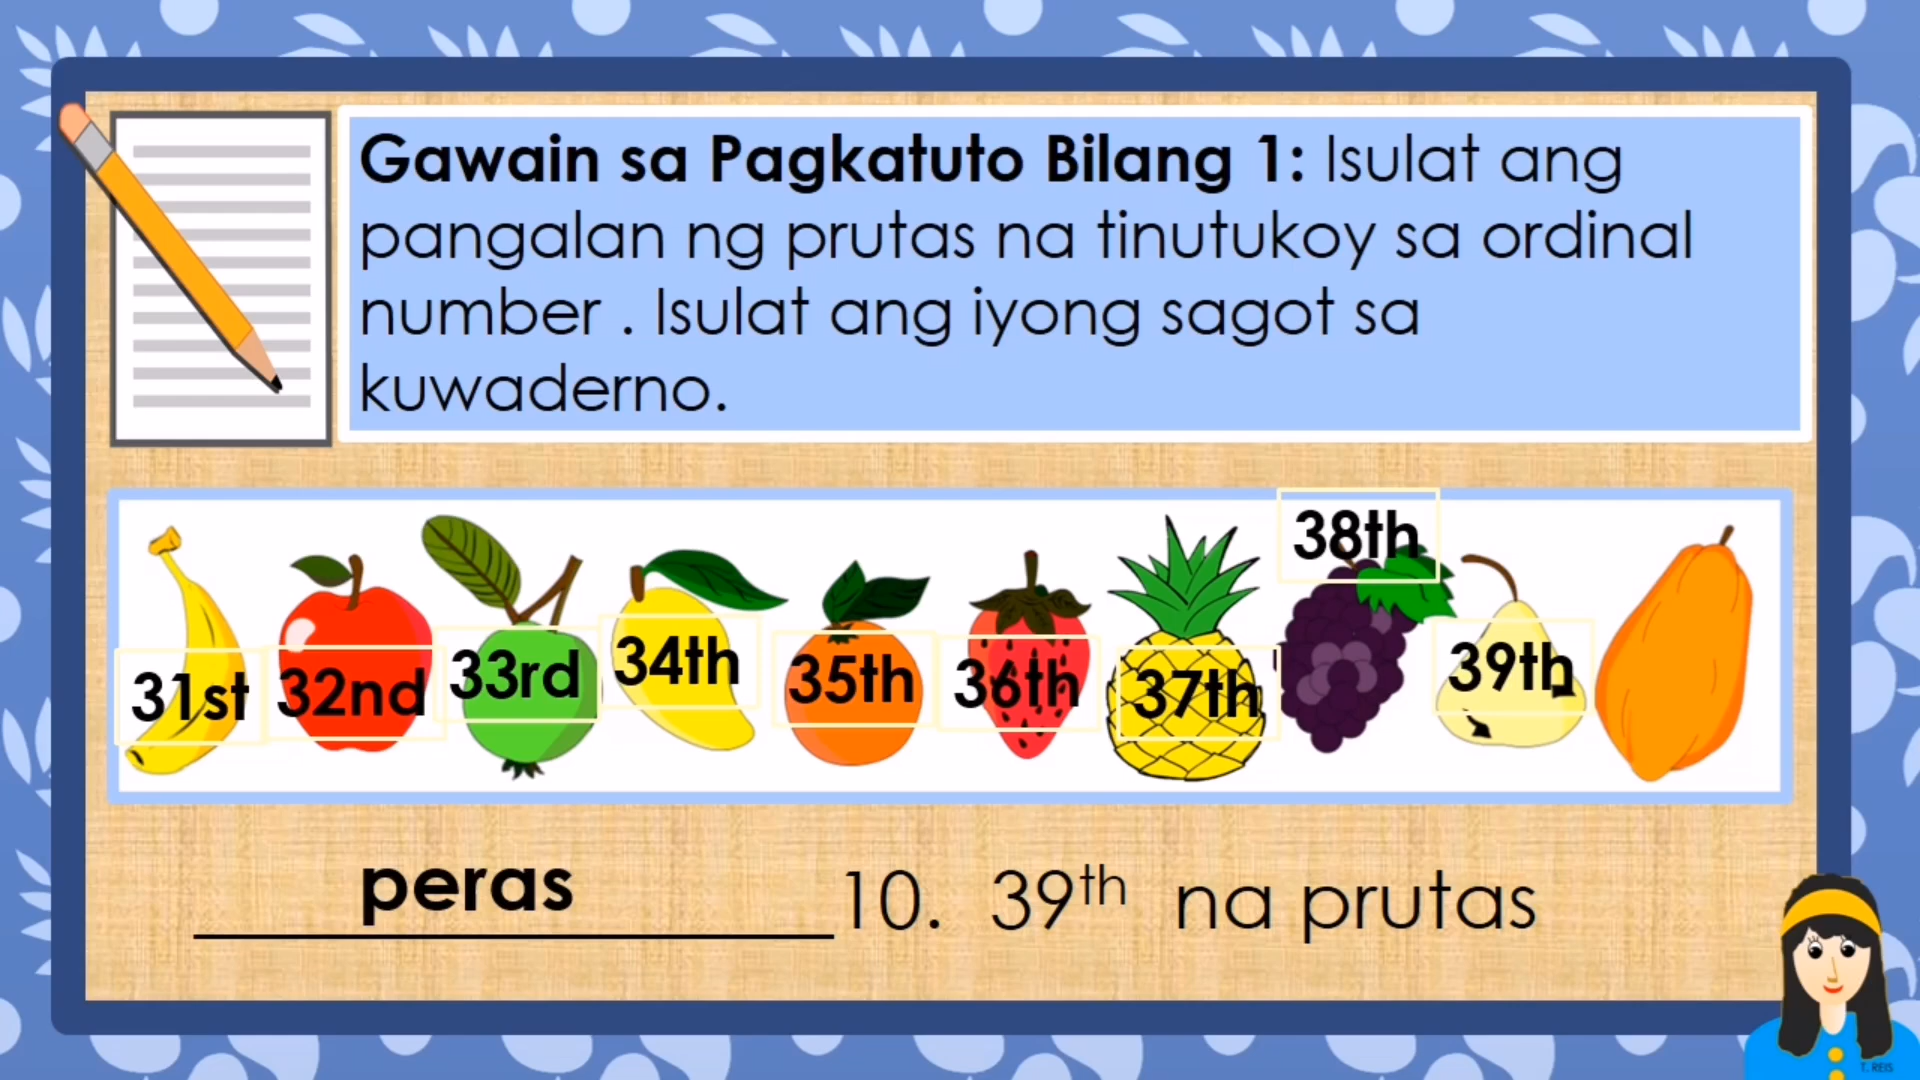 Gawain sa Pagkatuto Bilang 1: Isulat ang
pangalan ng prutas na tinutukoy sa ordinal
number . Isulat ang iyong sagot sa
kuwaderno.
31st 32nd 33rd 34th 35th 36th 37th 38th 39th
peras 10. 39th na prutas
T. REIS